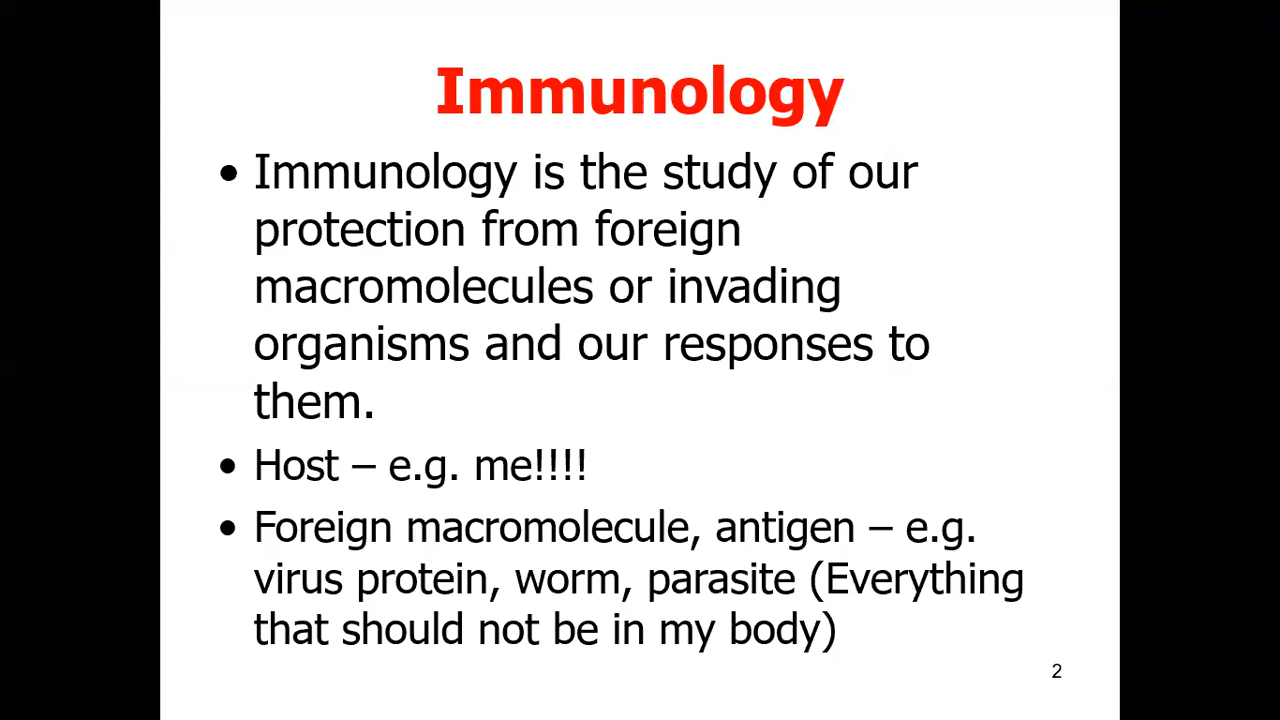 Immunology
• Immunology is the study of our
protection from foreign
macromolecules or invading
organisms and our responses to
them.
• Host – e.g. me!!!!
• Foreign macromolecule, antigen – e.g.
virus protein, worm, parasite (Everything
that should not be in my body)
2